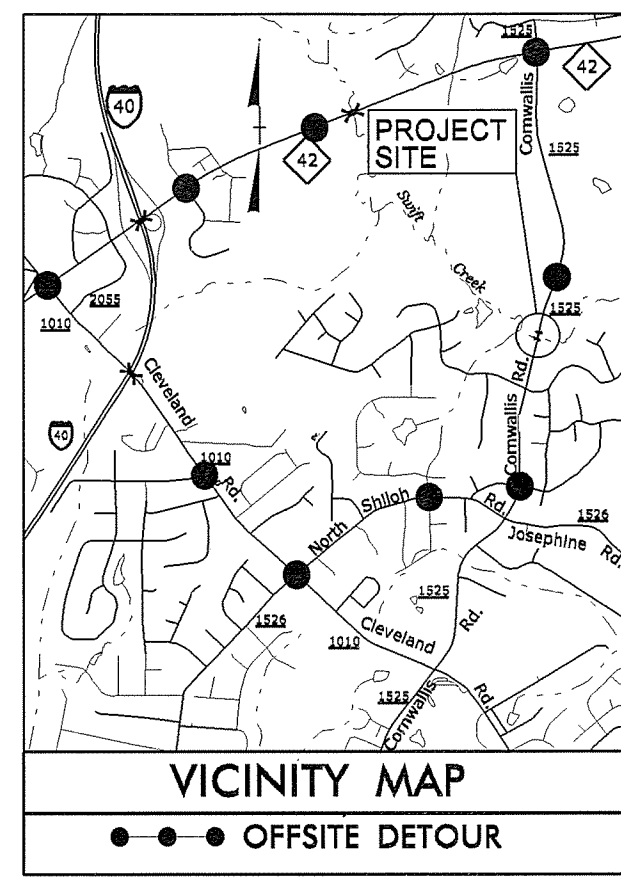 1525
42
Cornwallis
40
PROJECT
SITE
42
1525
Swift
Creek
2055
1010
1525
Cleveland
Rd.
40
Cornwallis
1010
Rd.
North Shiloh Rd.
1526
Josephine Rd.
1525
1526
Cleveland
Rd.
1010
1525
Rd.
Cornwallis
VICINITY MAP
OFFSITE DETOUR